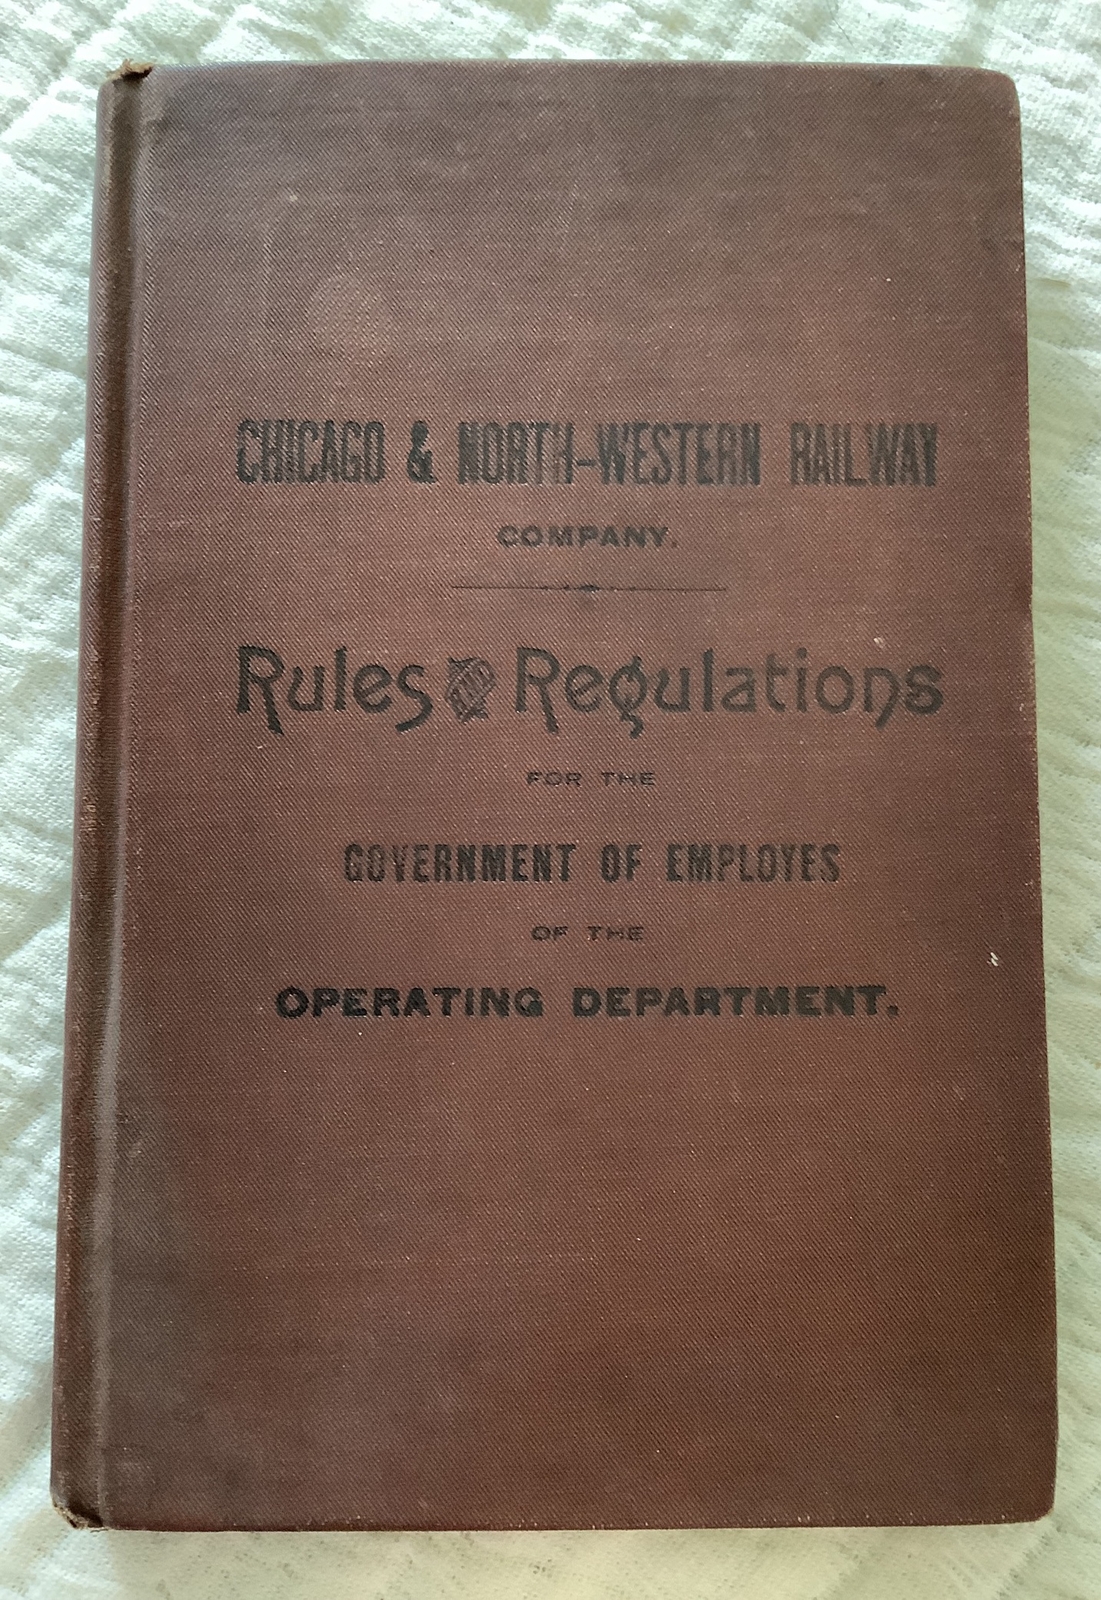 CHICAGO & NORTH-WESTERN RAILWAY
COMPANY.
Rules & Regulations
FOR THE
GOVERNMENT OF EMPLOYES
OF THE
OPERATING DEPARTMENT.